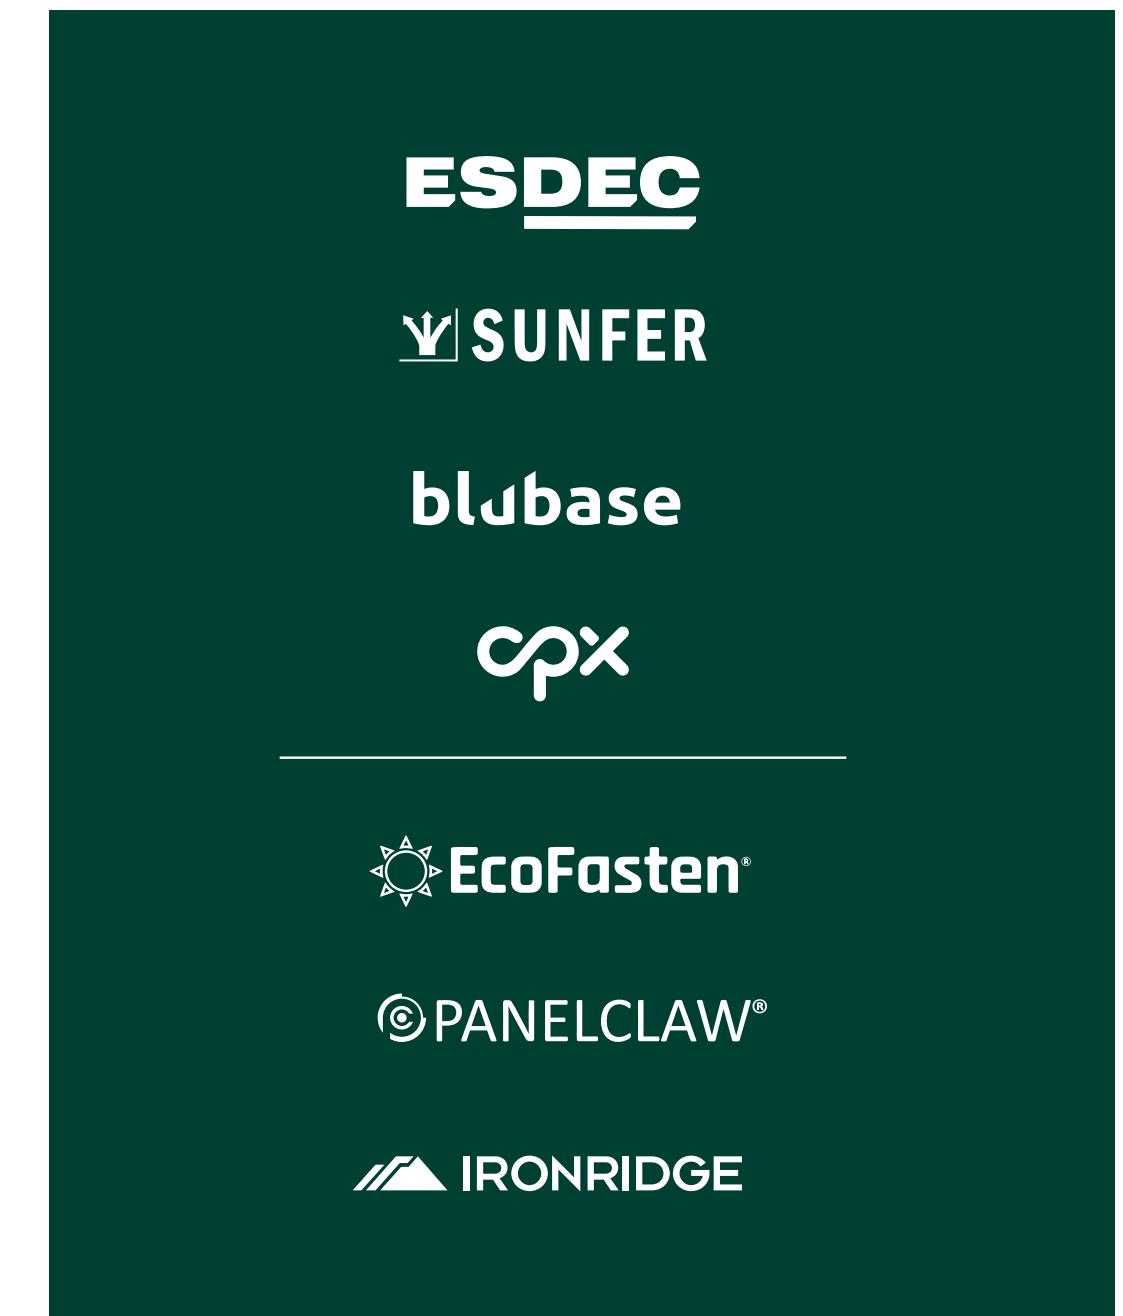 ESDEC
SUNFER
blubase
cpx
EcoFasten®
PANELCLAW®
IRONRIDGE